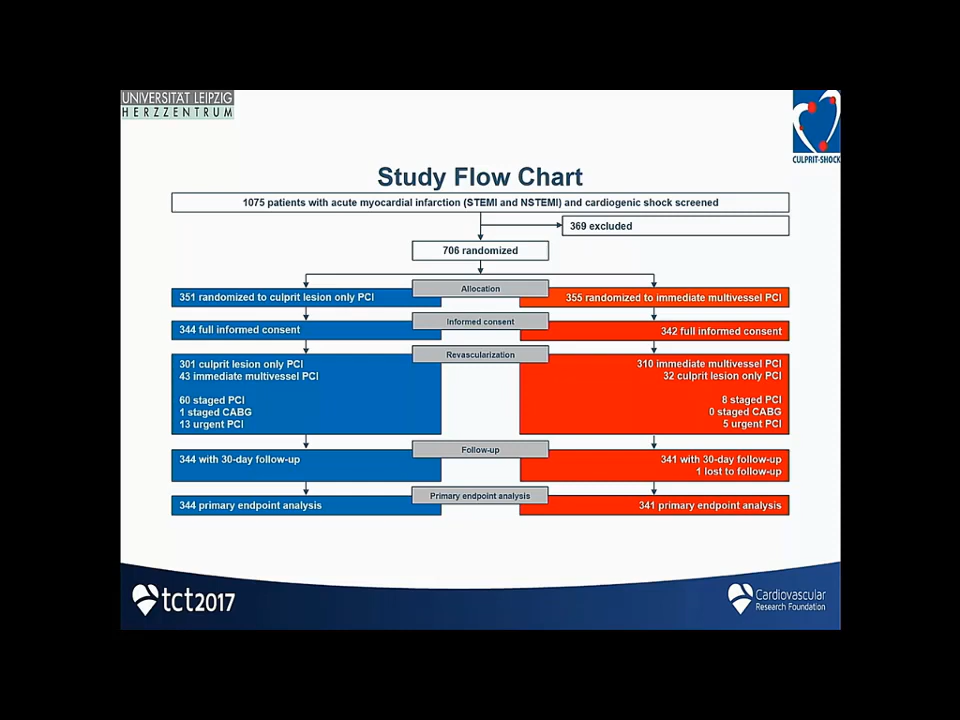 UNIVERSITÄT LEIPZIG
HERZZENTRUM
CULPRIT-SHOCK
Study Flow Chart
1075 patients with acute myocardial infarction (STEMI and NSTEMI) and cardiogenic shock screened
369 excluded
706 randomized
Allocation
351 randomized to culprit lesion only PCI
355 randomized to immediate multivessel PCI
Informed consent
344 full informed consent
342 full informed consent
Revascularization
301 culprit lesion only PCI
43 immediate multivessel PCI
60 staged PCI
1 staged CABG
13 urgent PCI
310 immediate multivessel PCI
32 culprit lesion only PCI
8 staged PCI
0 staged CABG
5 urgent PCI
Follow-up
344 with 30-day follow-up
341 with 30-day follow-up
1 lost to follow-up
Primary endpoint analysis
344 primary endpoint analysis
341 primary endpoint analysis
tct2017
Cardiovascular
Research Foundation